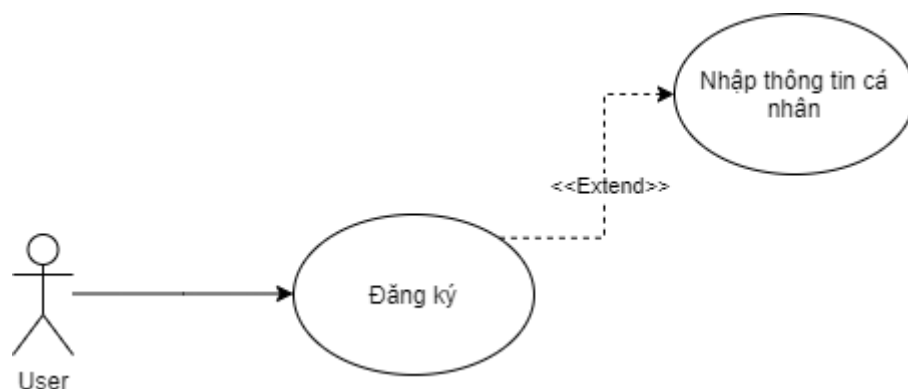 Nhập thông tin cá
nhân
<<Extend>>
Đăng ký
User